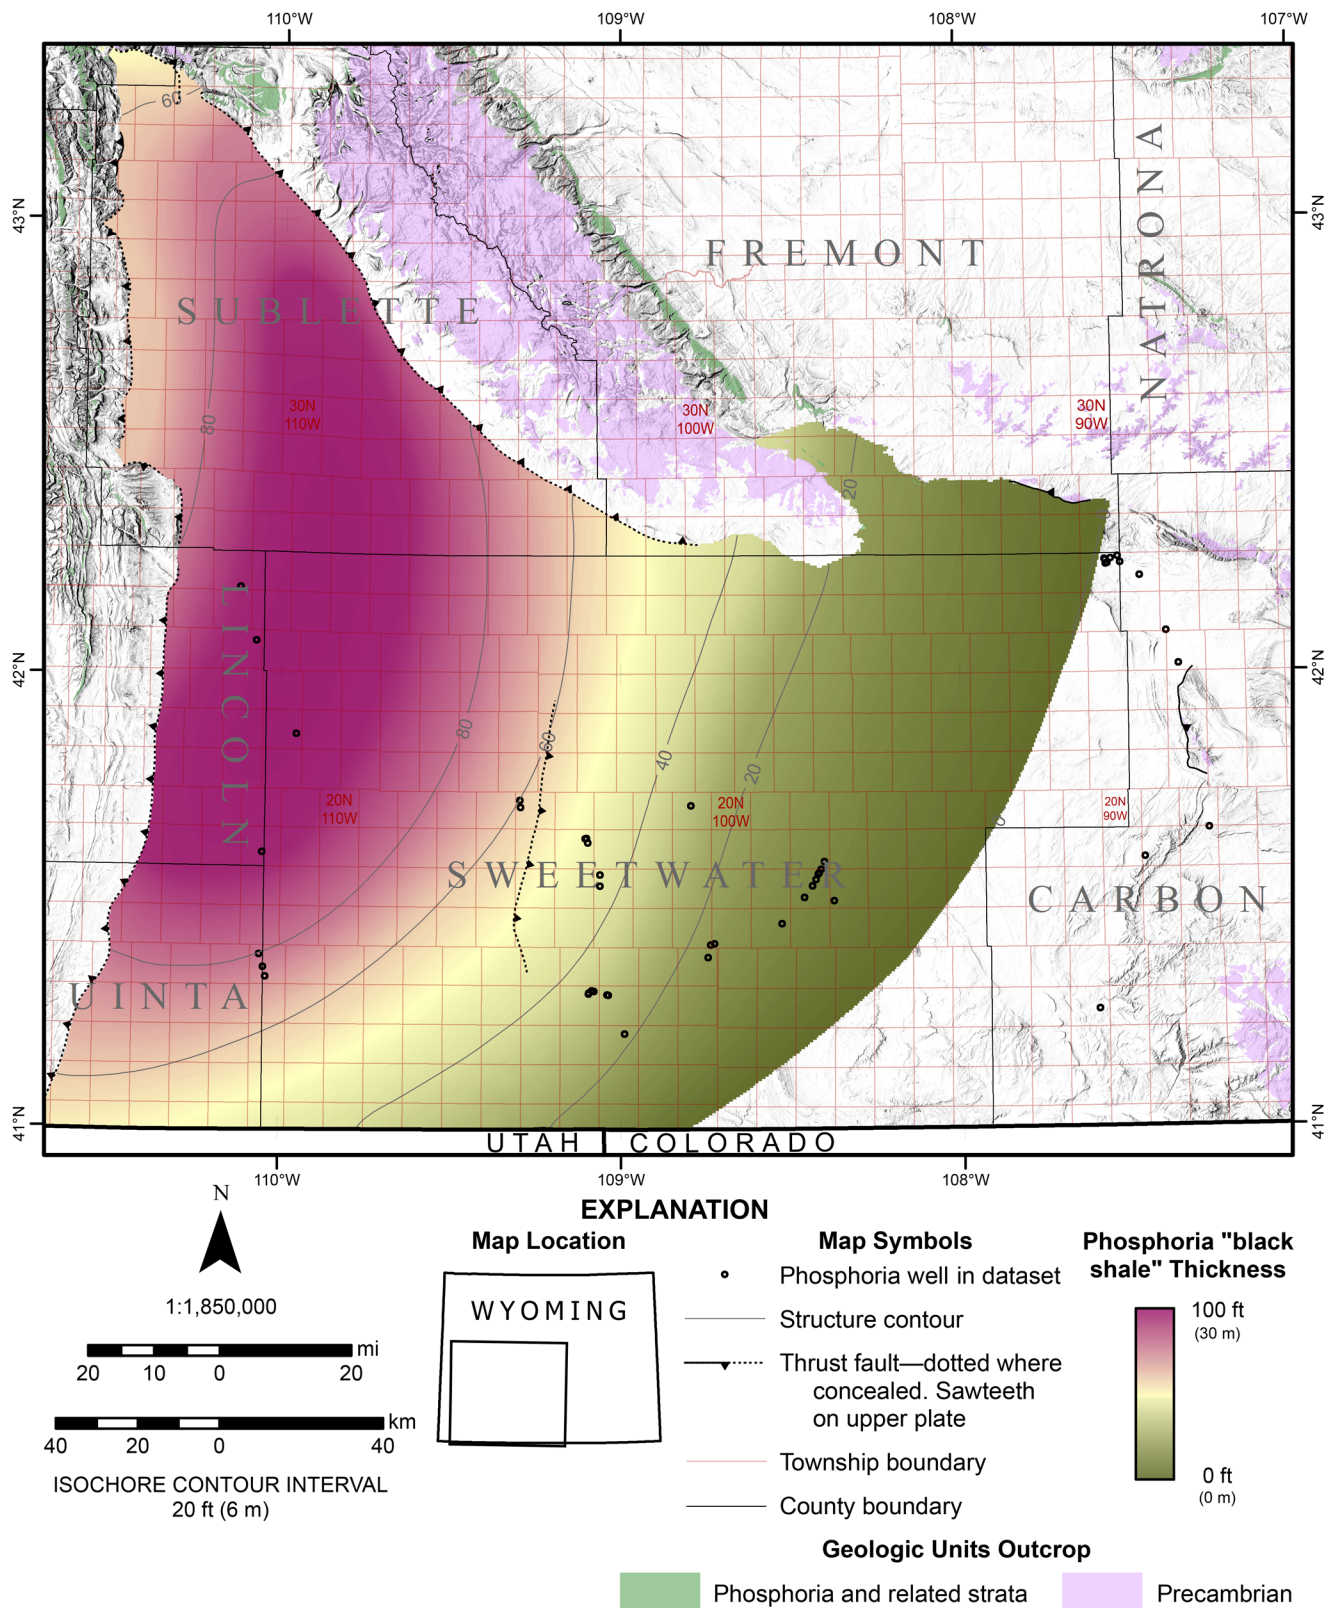 110°W
109°W
108°W
107°W
60
43°N
43°N
NATRONA
FREMONT
SUBLETTE
80
30N
110W
30N
100W
30N
90W
20
LINCOLN
42°N
42°N
80
60
40
20
20N
110W
20N
100W
20N
90W
0
SWEETWATER
CARBON
UINTA
41°N
41°N
UTAH
COLORADO
110°W
109°W
108°W
N
1:1,850,000
20 10 0 20 mi
40 20 0 40 km
ISOCHORE CONTOUR INTERVAL
20 ft (6 m)
EXPLANATION
Map Location
WYOMING
Map Symbols
Phosphoria well in dataset
Structure contour
Thrust fault—dotted where
concealed. Sawteeth
on upper plate
Township boundary
County boundary
Phosphoria "black
shale" Thickness
100 ft
(30 m)
0 ft
(0 m)
Geologic Units Outcrop
Phosphoria and related strata
Precambrian